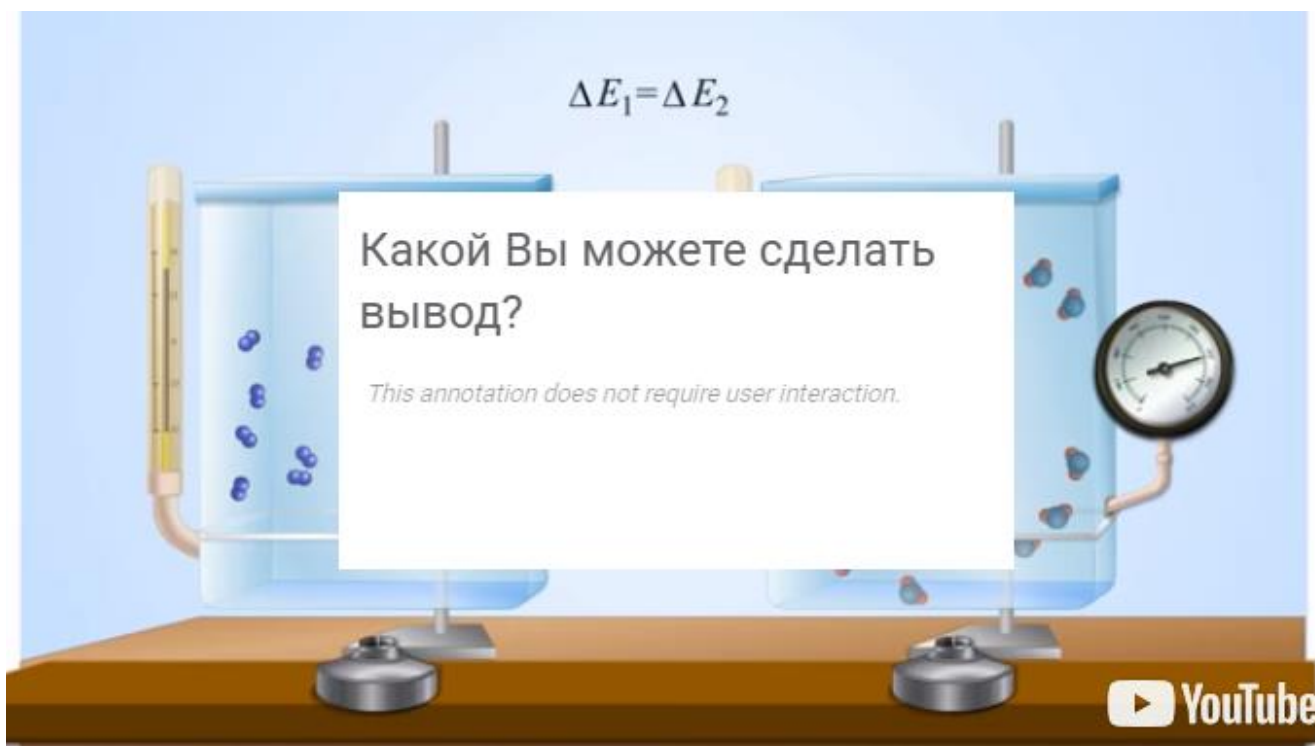 ΔE₁=ΔE₂
Какой Вы можете сделать
вывод?
This annotation does not require user interaction.
YouTube